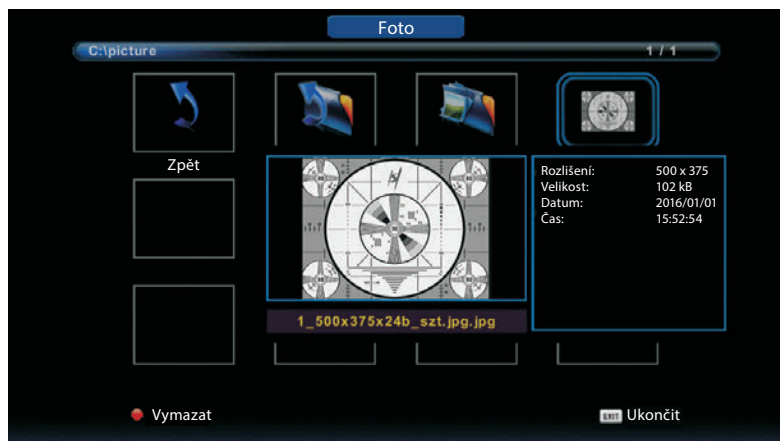 Foto
C:\picture 1 / 1
Zpět
Rozlišení: 500 x 375
Velikost: 102 kB
Datum: 2016/01/01
Čas: 15:52:54
1_500x375x24b_szt.jpg.jpg
Vymazat
EXIT Ukončit